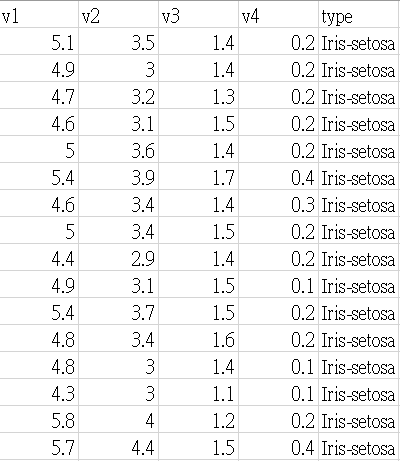 v1 v2 v3 v4 type
5.1 3.5 1.4 0.2 Iris-setosa
4.9 3 1.4 0.2 Iris-setosa
4.7 3.2 1.3 0.2 Iris-setosa
4.6 3.1 1.5 0.2 Iris-setosa
5 3.6 1.4 0.2 Iris-setosa
5.4 3.9 1.7 0.4 Iris-setosa
4.6 3.4 1.4 0.3 Iris-setosa
5 3.4 1.5 0.2 Iris-setosa
4.4 2.9 1.4 0.2 Iris-setosa
4.9 3.1 1.5 0.1 Iris-setosa
5.4 3.7 1.5 0.2 Iris-setosa
4.8 3.4 1.6 0.2 Iris-setosa
4.8 3 1.4 0.1 Iris-setosa
4.3 3 1.1 0.1 Iris-setosa
5.8 4 1.2 0.2 Iris-setosa
5.7 4.4 1.5 0.4 Iris-setosa